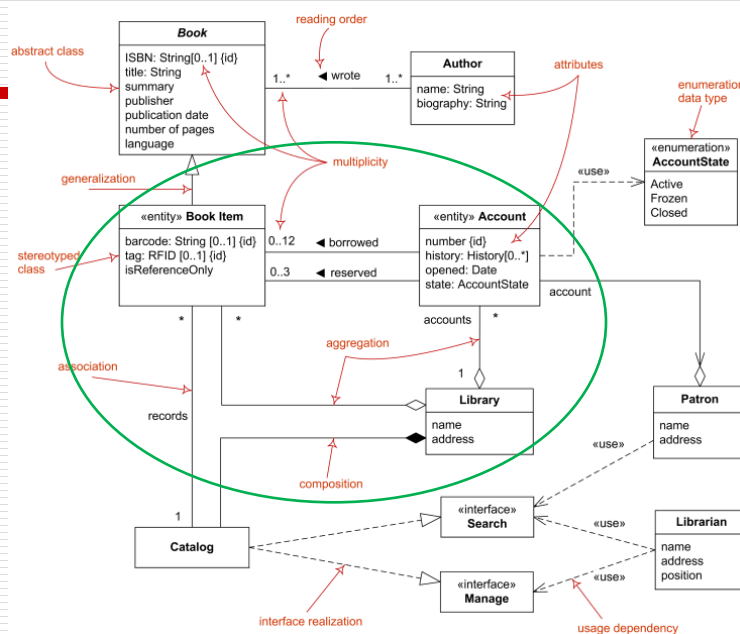 reading order
Book
abstract class
ISBN: String[0..1] {id}
title: String
summary
publisher
publication date
number of pages
language
1..*
◄ wrote
1..*
Author
name: String
biography: String
attributes
enumeration
data type
«enumeration»
AccountState
Active
Frozen
Closed
multiplicity
generalization
«use»
«entity» Book Item
barcode: String [0..1] {id}
tag: RFID [0..1] {id}
isReferenceOnly
stereotyped
class
0..12
◄ borrowed
0..3
◄ reserved
«entity» Account
number {id}
history: History[0..*]
opened: Date
state: AccountState
account
*
*
accounts
*
aggregation
association
1
Library
name
address
Patron
name
address
records
composition
«use»
1
Catalog
«interface»
Search
«use»
Librarian
name
address
position
«interface»
Manage
«use»
interface realization
usage dependency